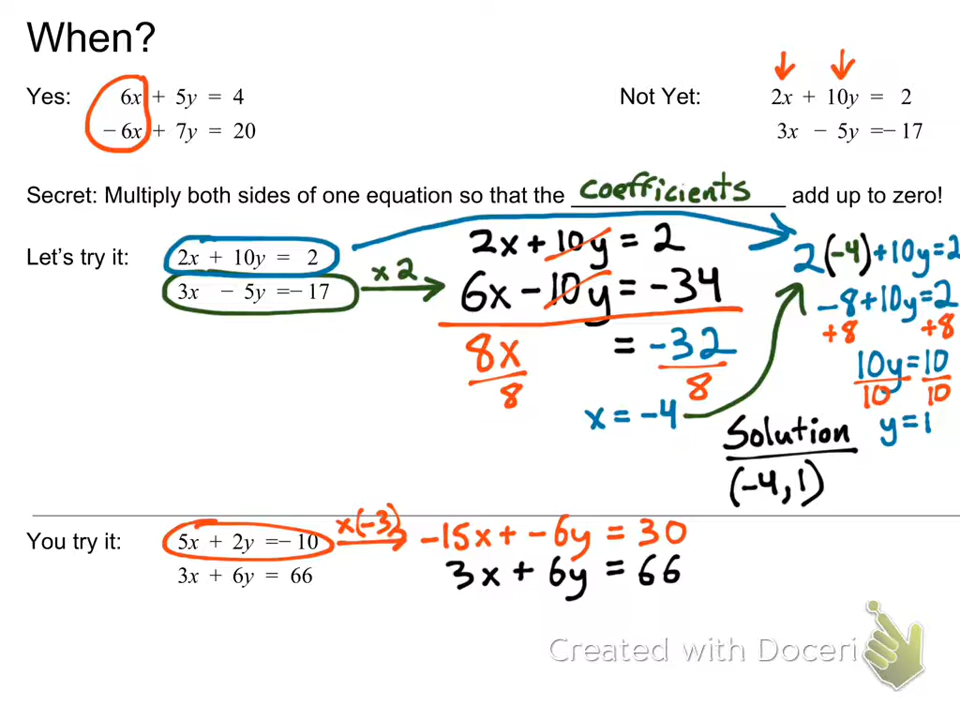 When?
Yes: 6x + 5y = 4
−6x + 7y = 20
Not Yet: 2x + 10y = 2
3x − 5y =− 17
Secret: Multiply both sides of one equation so that the coefficients add up to zero!
Let's try it: 2x + 10y = 2
3x − 5y =− 17
x 2
2x + 10y = 2
6x − 10y = -34
8x = -32
8 8
x = -4
2(-4)+10y=2
-8+10y=2
+8 +8
10y=10
10 10
y=1
Solution
(-4,1)
You try it: 5x + 2y =− 10
3x + 6y = 66
x(-3)
-15x + -6y = 30
3x + 6y = 66
Created with Doceri